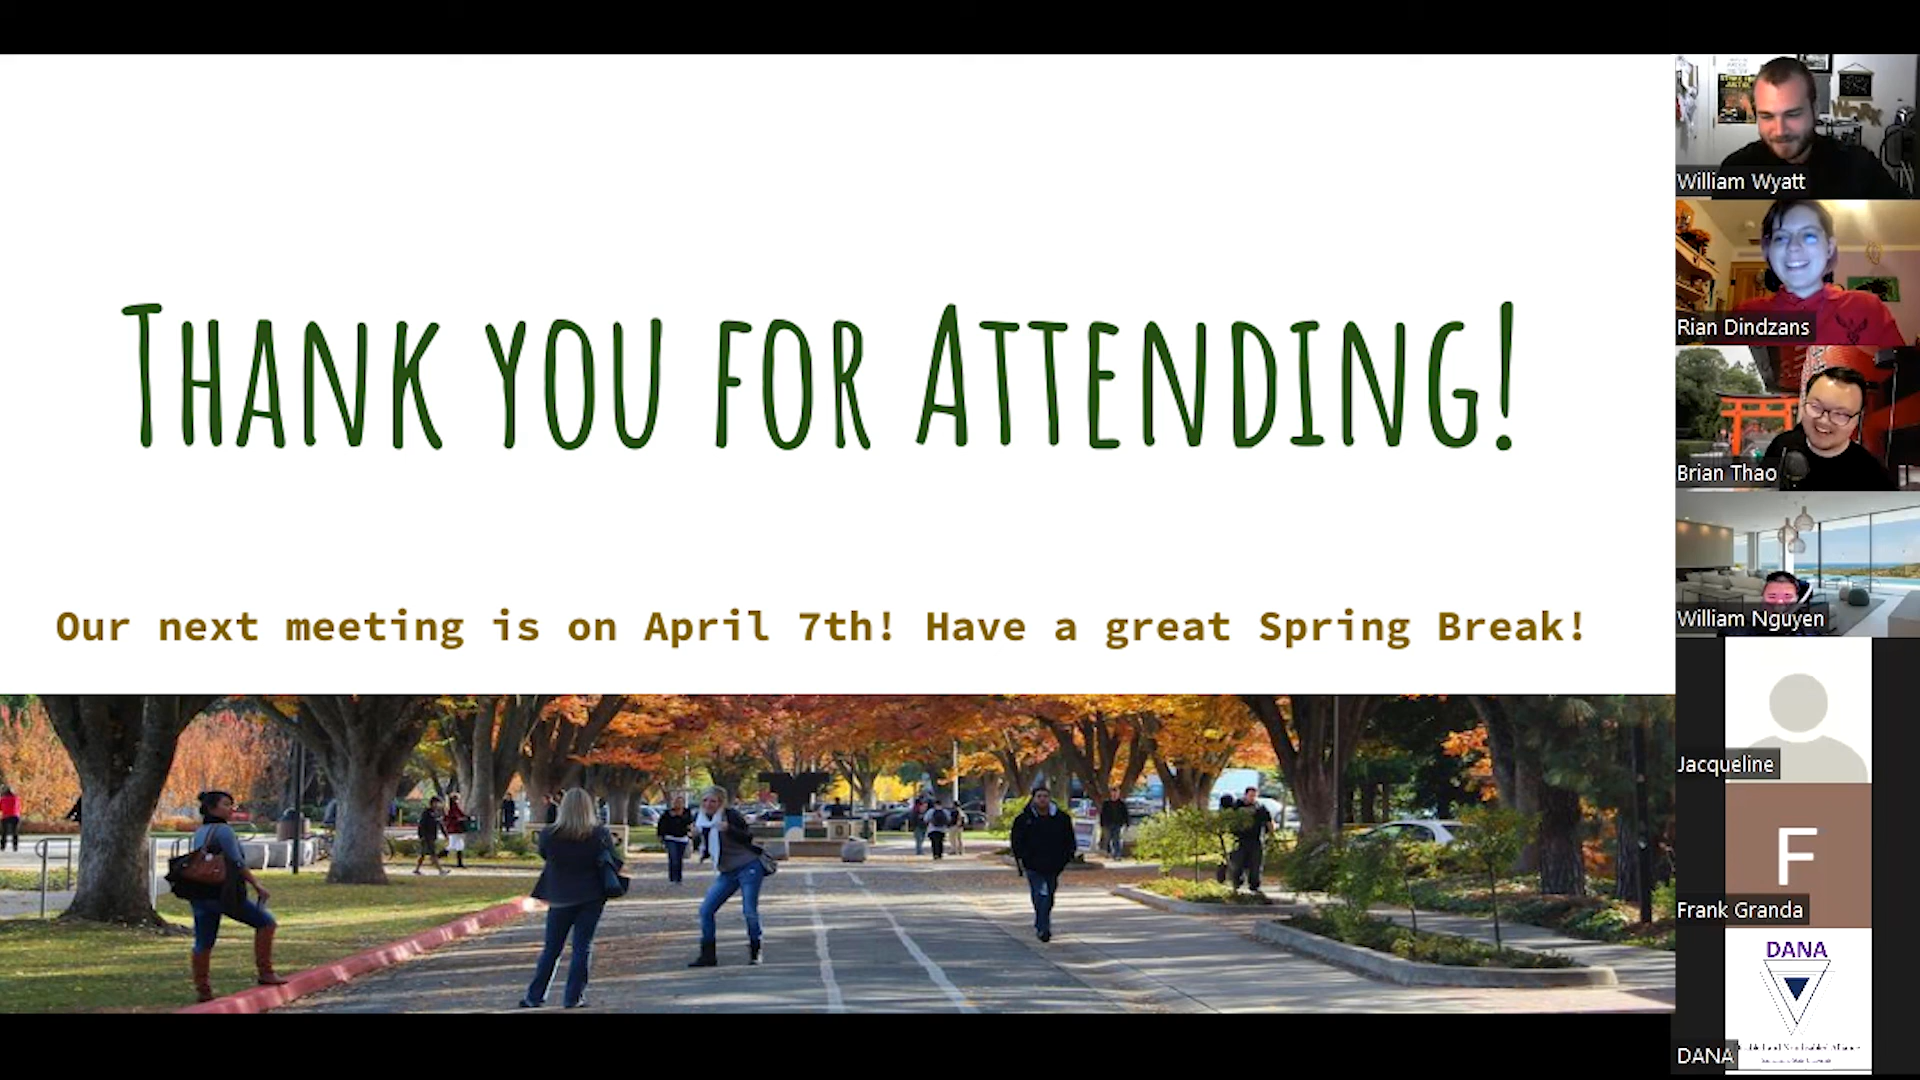 Thank you for Attending!
Our next meeting is on April 7th! Have a great Spring Break!
William Wyatt
Rian Dindzans
Brian Thao
William Nguyen
Jacqueline
F
Frank Granda
DANA
DANA